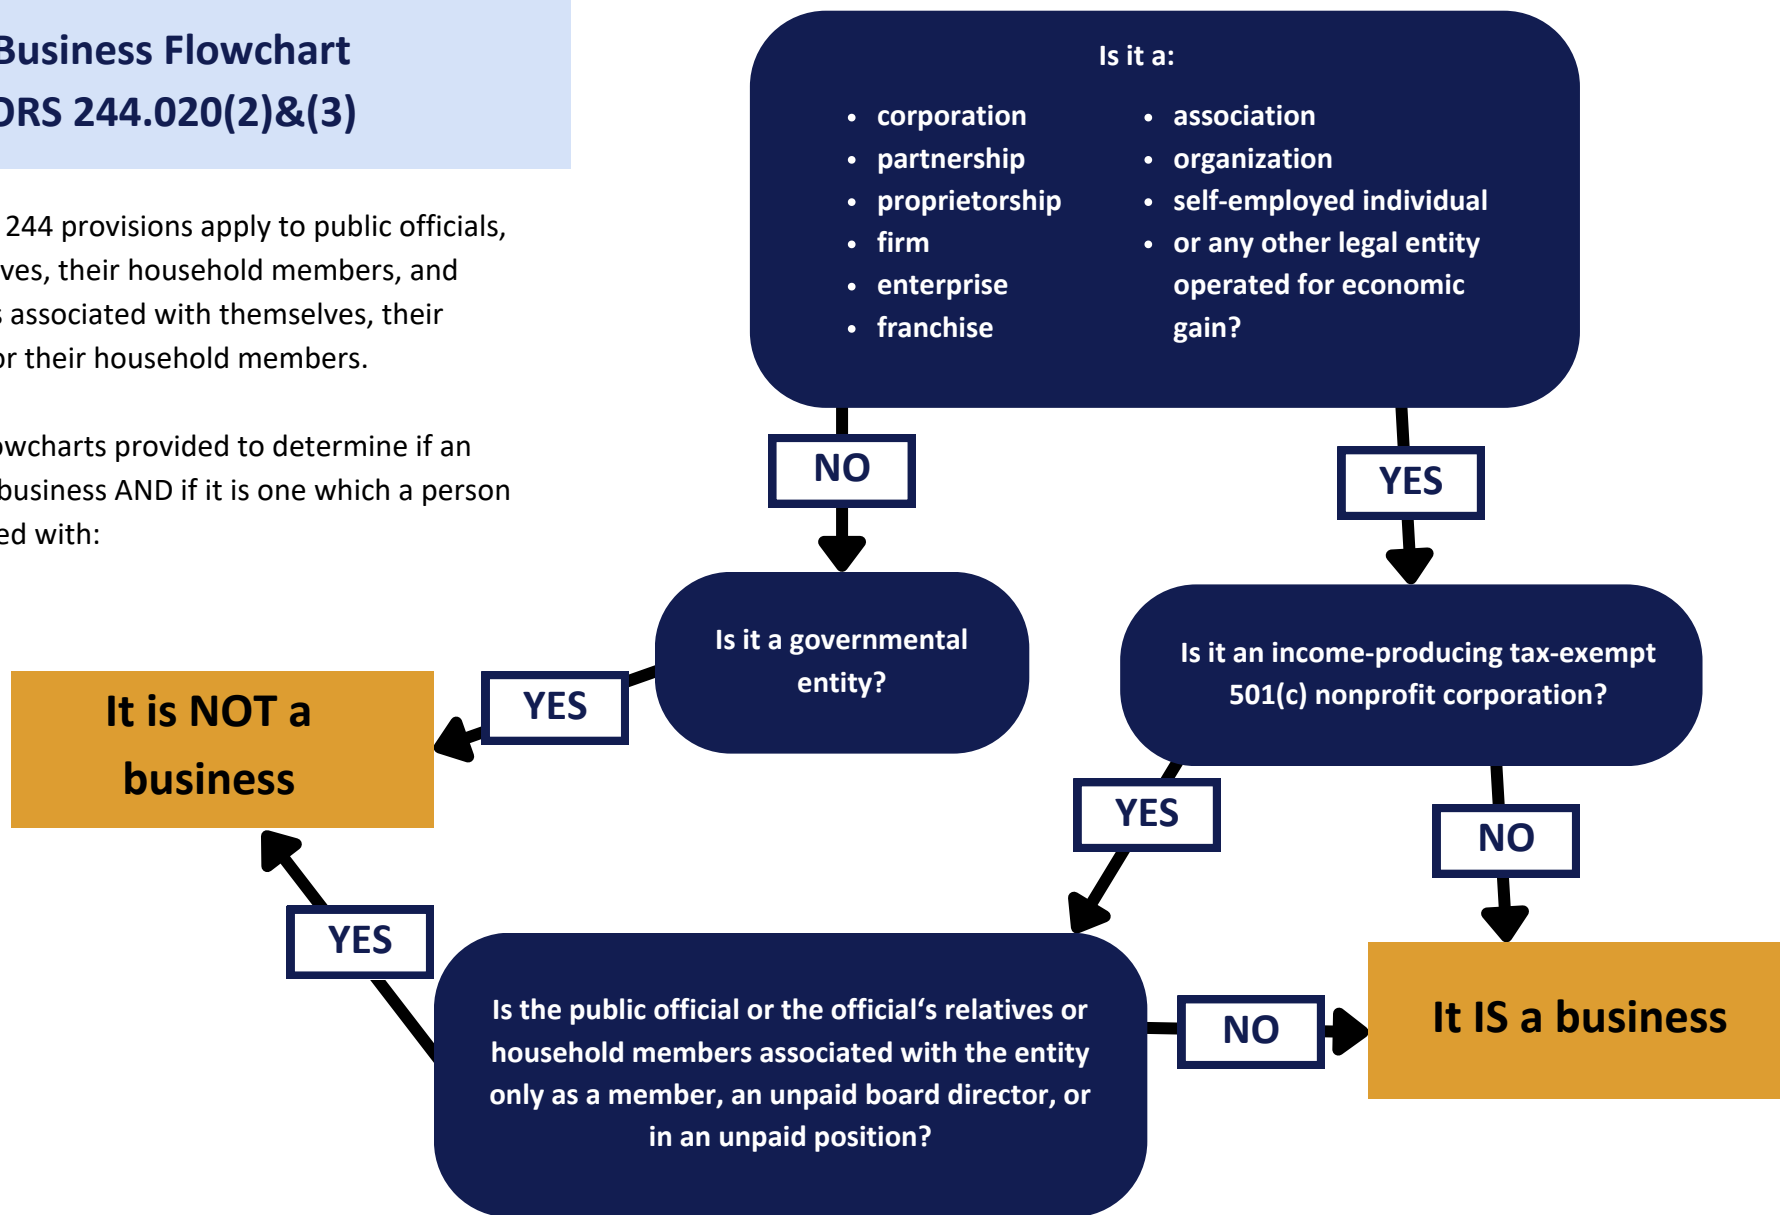 Business Flowchart
ORS 244.020(2)&(3)
244 provisions apply to public officials,
ves, their household members, and
s associated with themselves, their
or their household members.
owcharts provided to determine if an
business AND if it is one which a person
ed with:
Is it a:
• corporation
• partnership
• proprietorship
• firm
• enterprise
• franchise
• association
• organization
• self-employed individual
• or any other legal entity
operated for economic
gain?
NO
YES
Is it a governmental
entity?
Is it an income-producing tax-exempt
501(c) nonprofit corporation?
YES
It is NOT a
business
YES
NO
YES
Is the public official or the official‘s relatives or
household members associated with the entity
only as a member, an unpaid board director, or
in an unpaid position?
NO
It IS a business